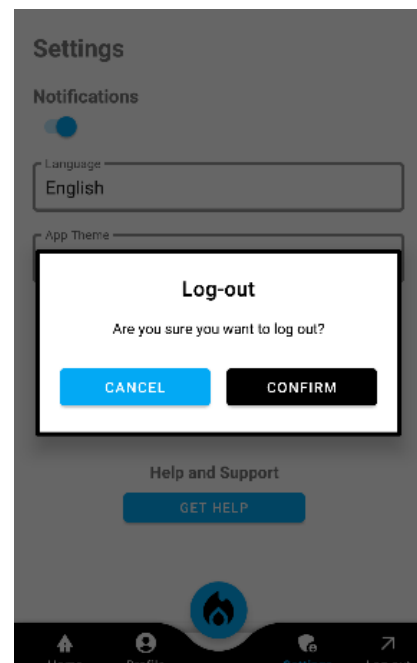 Settings
Notifications
Language
English
App Theme
Log-out
Are you sure you want to log out?
CANCEL
CONFIRM
Help and Support
GET HELP